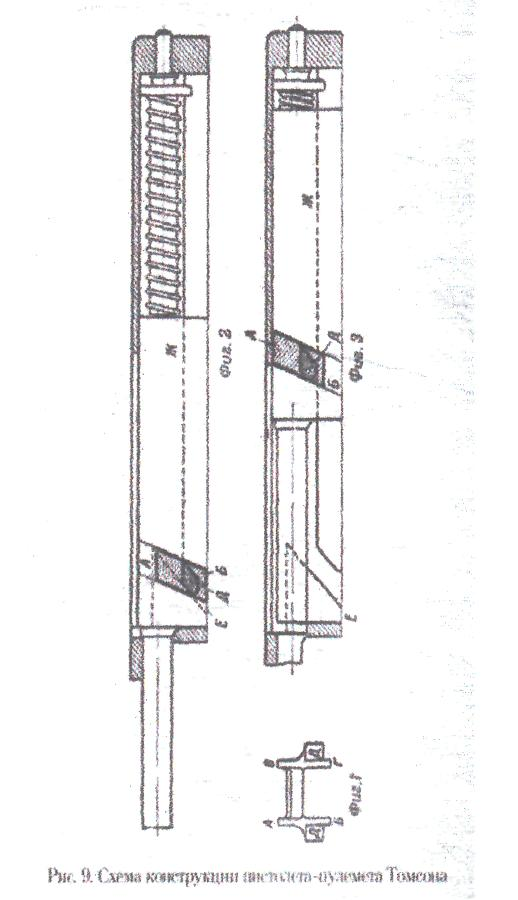 А
Ж
Б
Д
Е
Фиг. 2
А
Ж
Д
Б
Е
Фиг. 3
А
В
Д
Д
Б
Г
Фиг. 1
Рис. 9. Схема конструкции пистолета-пулемета Томсона